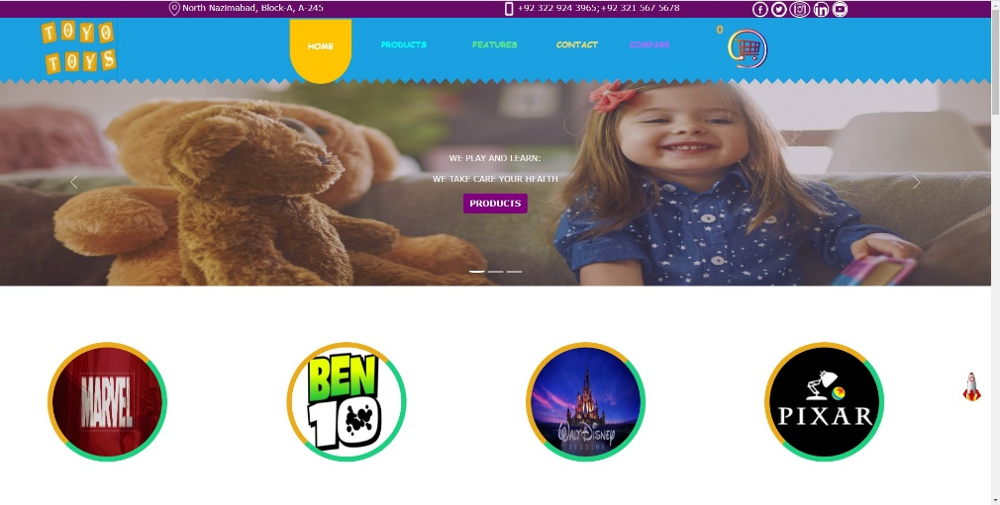 North Nazimabad, Block-A, A-245
+92 322 924 3965;+92 321 567 5678
TOYO
TOYS
HOME
PRODUCTS
FEATURES
CONTACT
COMPARE
0
WE PLAY AND LEARN:
WE TAKE CARE YOUR HEALTH
PRODUCTS
MARVEL
BEN
10
WALT DISNEY
STUDIOS
PIXAR